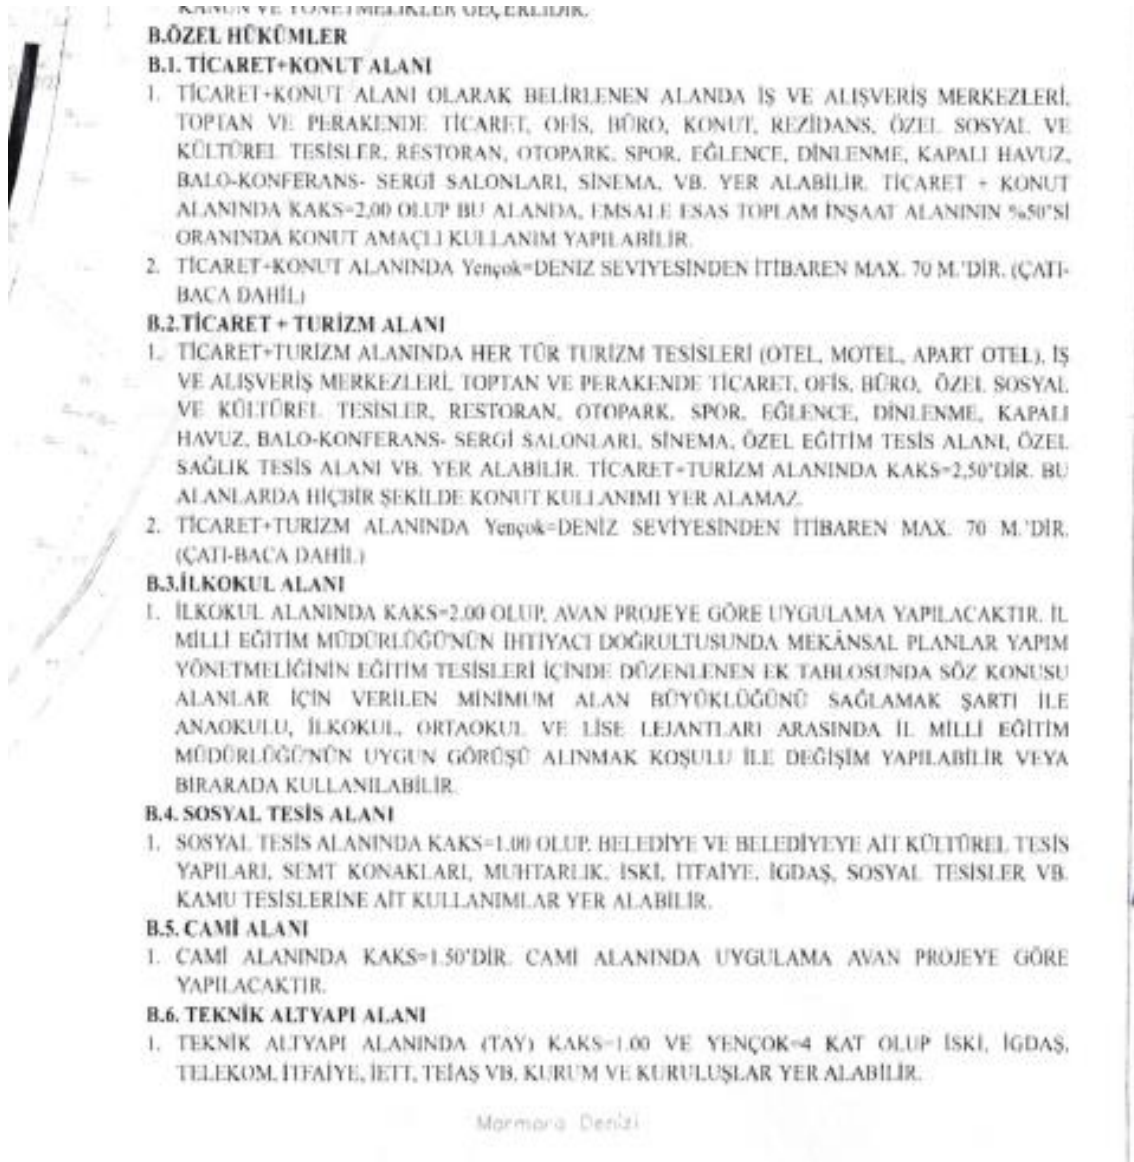 KANUN VE YÖNETMELİKLER GEÇERLİDİR.
B.ÖZEL HÜKÜMLER
B.1. TİCARET+KONUT ALANI
1. TİCARET+KONUT ALANI OLARAK BELİRLENEN ALANDA İŞ VE ALIŞVERİŞ MERKEZLERİ,
TOPTAN VE PERAKENDE TİCARET, OFİS, BÜRO, KONUT, REZİDANS, ÖZEL SOSYAL VE
KÜLTÜREL TESİSLER, RESTORAN, OTOPARK, SPOR, EĞLENCE, DİNLENME, KAPALI HAVUZ,
BALO-KONFERANS- SERGİ SALONLARI, SİNEMA, VB. YER ALABİLİR. TİCARET + KONUT
ALANINDA KAKS=2,00 OLUP BU ALANDA, EMSALE ESAS TOPLAM İNŞAAT ALANININ %50'Sİ
ORANINDA KONUT AMAÇLI KULLANIM YAPILABİLİR.
2. TİCARET+KONUT ALANINDA Yençok=DENİZ SEVİYESİNDEN İTİBAREN MAX. 70 M.'DİR. (ÇATI-
BACA DAHİL)
B.2.TİCARET + TURİZM ALANI
1. TİCARET+TURİZM ALANINDA HER TÜR TURİZM TESİSLERİ (OTEL, MOTEL, APART OTEL), İŞ
VE ALIŞVERİŞ MERKEZLERİ, TOPTAN VE PERAKENDE TİCARET, OFİS, BÜRO, ÖZEL SOSYAL
VE KÜLTÜREL TESİSLER, RESTORAN, OTOPARK, SPOR, EĞLENCE, DİNLENME, KAPALI
HAVUZ, BALO-KONFERANS- SERGİ SALONLARI, SİNEMA, ÖZEL EĞİTİM TESİS ALANI, ÖZEL
SAĞLIK TESİS ALANI VB. YER ALABİLİR. TİCARET+TURİZM ALANINDA KAKS=2,50'DİR. BU
ALANLARDA HİÇBİR ŞEKİLDE KONUT KULLANIMI YER ALAMAZ.
2. TİCARET+TURİZM ALANINDA Yençok=DENİZ SEVİYESİNDEN İTİBAREN MAX. 70 M.'DİR.
(ÇATI-BACA DAHİL)
B.3.İLKOKUL ALANI
1. İLKOKUL ALANINDA KAKS=2.00 OLUP, AVAN PROJEYE GÖRE UYGULAMA YAPILACAKTIR. İL
MİLLİ EĞİTİM MÜDÜRLÜĞÜ'NÜN İHTİYACI DOĞRULTUSUNDA MEKÂNSAL PLANLAR YAPIM
YÖNETMELİĞİNİN EĞİTİM TESİSLERİ İÇİNDE DÜZENLENEN EK TABLOSUNDA SÖZ KONUSU
ALANLAR İÇİN VERİLEN MİNİMUM ALAN BÜYÜKLÜĞÜNÜ SAĞLAMAK ŞARTI İLE
ANAOKULU, İLKOKUL, ORTAOKUL VE LİSE LEJANTLARI ARASINDA İL MİLLİ EĞİTİM
MÜDÜRLÜĞÜ'NÜN UYGUN GÖRÜŞÜ ALINMAK KOŞULU İLE DEĞİŞİM YAPILABİLİR VEYA
BİRARADA KULLANILABİLİR.
B.4. SOSYAL TESİS ALANI
1. SOSYAL TESİS ALANINDA KAKS=1.00 OLUP, BELEDİYE VE BELEDİYEYE AİT KÜLTÜREL TESİS
YAPILARI, SEMT KONAKLARI, MUHTARLIK, İSKİ, İTFAİYE, İGDAŞ, SOSYAL TESİSLER VB.
KAMU TESİSLERİNE AİT KULLANIMLAR YER ALABİLİR.
B.5. CAMİ ALANI
1. CAMİ ALANINDA KAKS=1.50'DİR. CAMİ ALANINDA UYGULAMA AVAN PROJEYE GÖRE
YAPILACAKTIR.
B.6. TEKNİK ALTYAPI ALANI
1. TEKNİK ALTYAPI ALANINDA (TAY) KAKS=1.00 VE YENÇOK=4 KAT OLUP İSKİ, İGDAŞ,
TELEKOM, İTFAİYE, İETT, TEİAŞ VB. KURUM VE KURULUŞLAR YER ALABİLİR.
Marmara Denizi